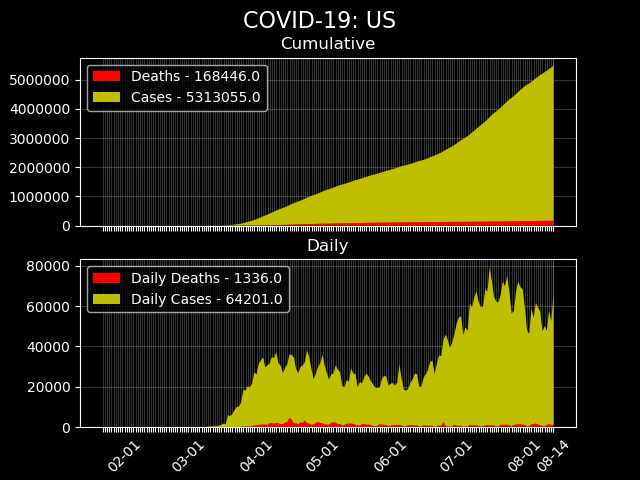 COVID-19: US
Cumulative
Deaths - 168446.0
Cases - 5313055.0
5000000
4000000
3000000
2000000
1000000
0
Daily
Daily Deaths - 1336.0
Daily Cases - 64201.0
80000
60000
40000
20000
0
02-01 03-01 04-01 05-01 06-01 07-01 08-01 08-14